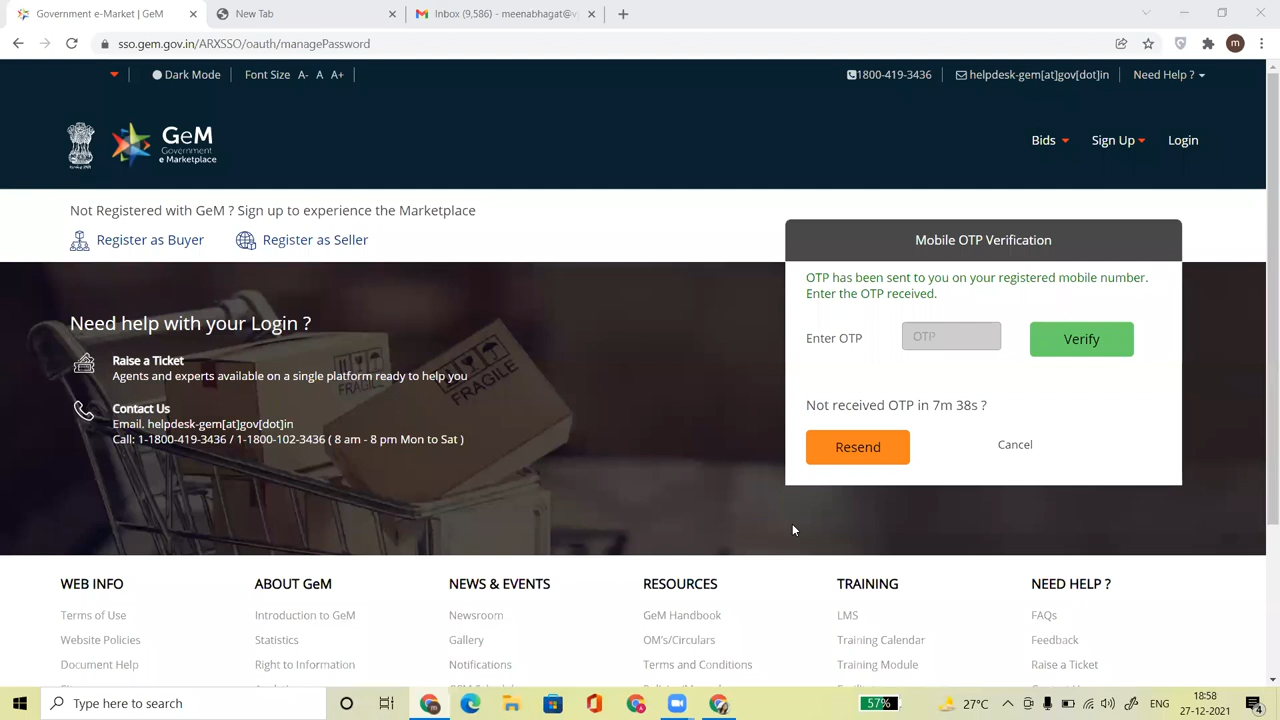 Government e-Market | GeM
New Tab
Inbox (9,586) - meenabhagat@v
sso.gem.gov.in/ARXSSO/oauth/managePassword
m
Dark Mode
Font Size A- A A+
1800-419-3436
helpdesk-gem[at]gov[dot]in
Need Help ?
GeM
Government
e Marketplace
Bids
Sign Up
Login
Not Registered with GeM ? Sign up to experience the Marketplace
Register as Buyer
Register as Seller
Mobile OTP Verification
OTP has been sent to you on your registered mobile number.
Enter the OTP received.
Enter OTP
OTP
Verify
Not received OTP in 7m 38s ?
Resend
Cancel
Need help with your Login ?
Raise a Ticket
Agents and experts available on a single platform ready to help you
Contact Us
Email. helpdesk-gem[at]gov[dot]in
Call: 1-1800-419-3436 / 1-1800-102-3436 ( 8 am - 8 pm Mon to Sat )
FRAGILE
FRAGILE
WEB INFO
Terms of Use
Website Policies
Document Help
ABOUT GeM
Introduction to GeM
Statistics
Right to Information
NEWS & EVENTS
Newsroom
Gallery
Notifications
RESOURCES
GeM Handbook
OM's/Circulars
Terms and Conditions
TRAINING
LMS
Training Calendar
Training Module
NEED HELP ?
FAQs
Feedback
Raise a Ticket
Type here to search
57%
27°C
ENG
18:58
27-12-2021
4